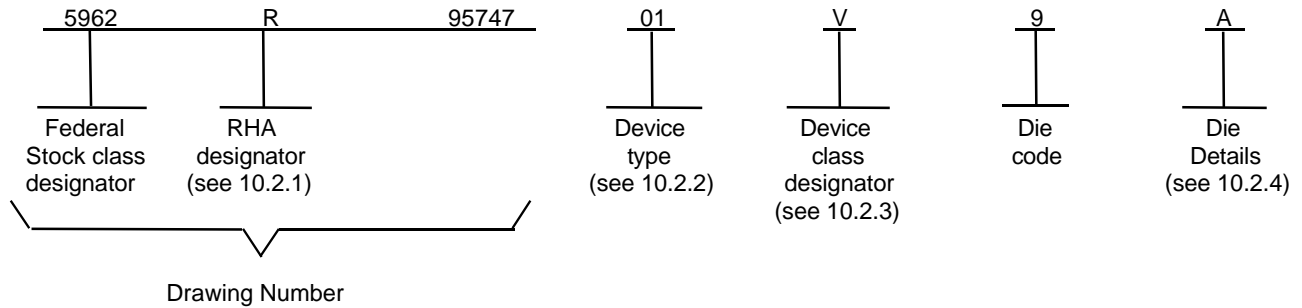 5962 R 95747 01 V 9 A
Federal Stock class designator
RHA designator (see 10.2.1)
Device type (see 10.2.2)
Device class designator (see 10.2.3)
Die code
Die Details (see 10.2.4)
Drawing Number